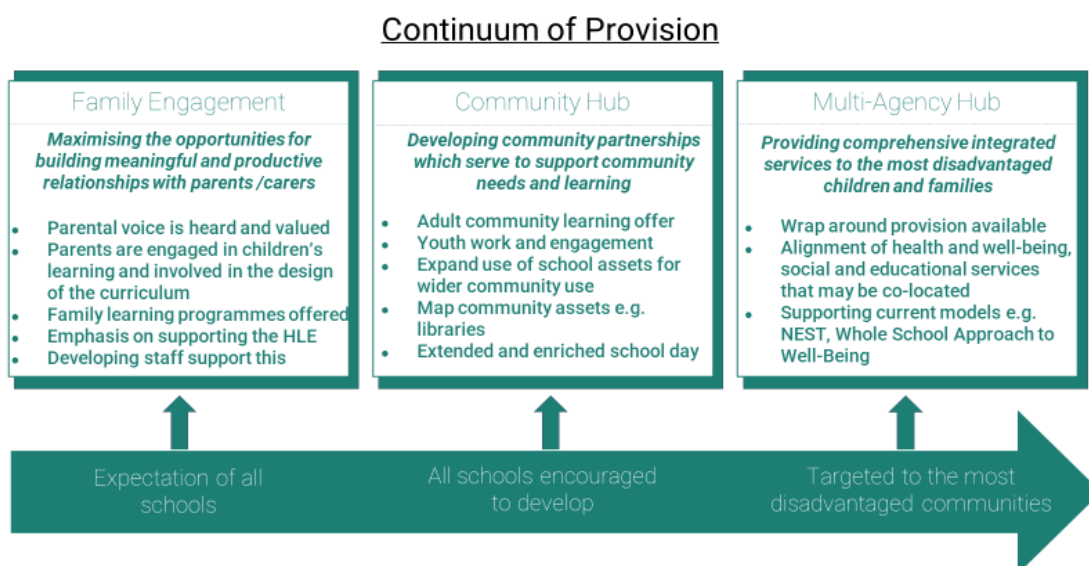 Continuum of Provision
Family Engagement
Maximising the opportunities for
building meaningful and productive
relationships with parents /carers
• Parental voice is heard and valued
• Parents are engaged in children's
learning and involved in the design
of the curriculum
• Family learning programmes offered
• Emphasis on supporting the HLE
• Developing staff support this
Community Hub
Developing community partnerships
which serve to support community
needs and learning
• Adult community learning offer
• Youth work and engagement
• Expand use of school assets for
wider community use
• Map community assets e.g.
libraries
• Extended and enriched school day
Multi-Agency Hub
Providing comprehensive integrated
services to the most disadvantaged
children and families
• Wrap around provision available
• Alignment of health and well-being,
social and educational services
that may be co-located
• Supporting current models e.g.
NEST, Whole School Approach to
Well-Being
Expectation of all
schools
All schools encouraged
to develop
Targeted to the most
disadvantaged communities